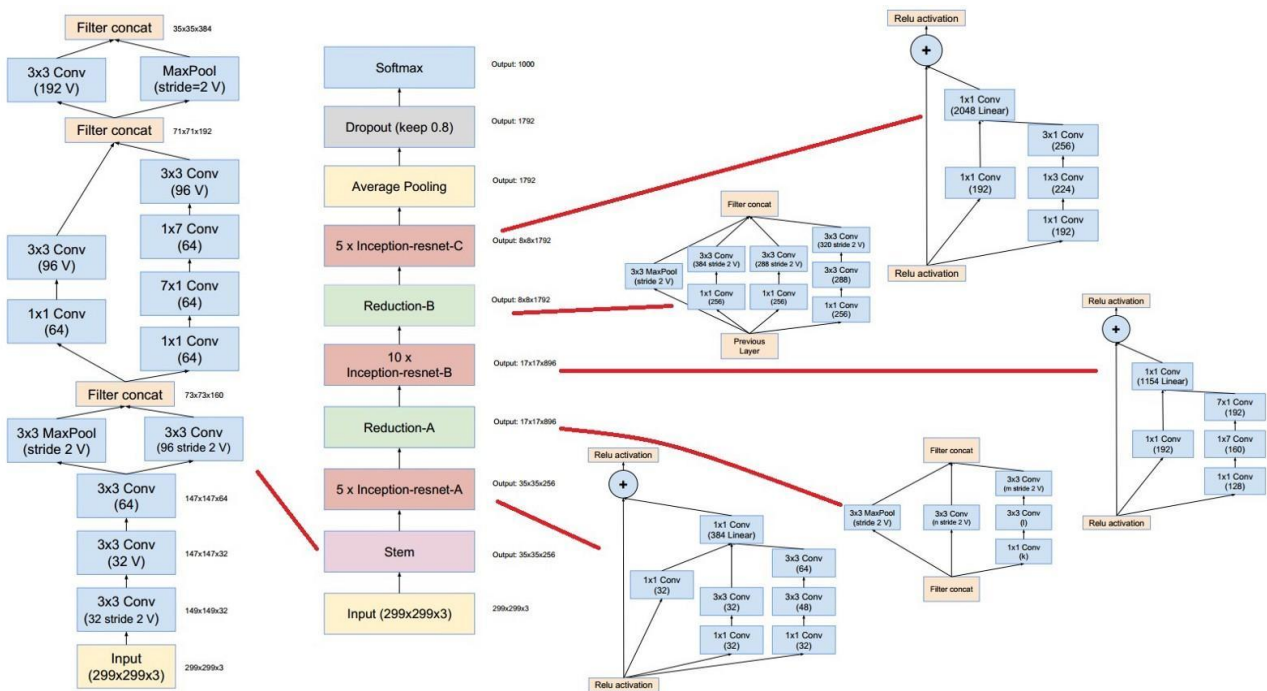 Filter concat
35x35x384
3x3 Conv
(192 V)
MaxPool
(stride=2 V)
Filter concat
71x71x192
3x3 Conv
(96 V)
1x7 Conv
(64)
3x3 Conv
(96 V)
7x1 Conv
(64)
1x1 Conv
(64)
1x1 Conv
(64)
Filter concat
73x73x160
3x3 MaxPool
(stride 2 V)
3x3 Conv
(96 stride 2 V)
3x3 Conv
(64)
147x147x64
3x3 Conv
(32 V)
147x147x32
3x3 Conv
(32 stride 2 V)
149x149x32
Input
(299x299x3)
299x299x3
Softmax
Output: 1000
Dropout (keep 0.8)
Output: 1792
Average Pooling
Output: 1792
5 x Inception-resnet-C
Output: 8x8x1792
Reduction-B
Output: 8x8x1792
10 x
Inception-resnet-B
Output: 17x17x896
Reduction-A
Output: 17x17x896
5 x Inception-resnet-A
Output: 35x35x256
Stem
Output: 35x35x256
Input (299x299x3)
299x299x3
Relu activation
+
1x1 Conv
(2048 Linear)
3x1 Conv
(256)
1x1 Conv
(192)
1x3 Conv
(224)
1x1 Conv
(192)
Relu activation
Filter concat
3x3 MaxPool
(stride 2 V)
3x3 Conv
(384 stride 2 V)
3x3 Conv
(288 stride 2 V)
3x3 Conv
(320 stride 2 V)
3x3 Conv
(288)
1x1 Conv
(256)
1x1 Conv
(256)
1x1 Conv
(256)
Previous
Layer
Relu activation
+
1x1 Conv
(1154 Linear)
7x1 Conv
(192)
1x1 Conv
(192)
1x7 Conv
(160)
1x1 Conv
(128)
Relu activation
Filter concat
3x3 MaxPool
(stride 2 V)
3x3 Conv
(n stride 2 V)
3x3 Conv
(m stride 2 V)
3x3 Conv
(l)
1x1 Conv
(k)
Filter concat
Relu activation
+
1x1 Conv
(384 Linear)
1x1 Conv
(32)
3x3 Conv
(64)
3x3 Conv
(32)
3x3 Conv
(48)
1x1 Conv
(32)
1x1 Conv
(32)
Relu activation